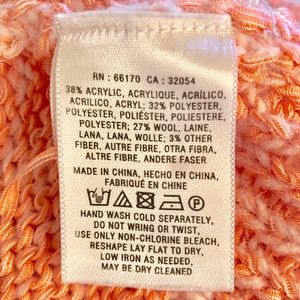 RN : 66170 CA : 32054
38% ACRYLIC, ACRYLIQUE, ACRÍLICO,
ACRILICO, ACRYL; 32% POLYESTER,
POLYESTER, POLIÉSTER, POLIESTERE,
POLYESTER; 27% WOOL, LAINE,
LANA, LANA, WOLLE; 3% OTHER
FIBER, AUTRE FIBRE, OTRA FIBRA,
ALTRE FIBRE, ANDERE FASER
MADE IN CHINA, HECHO EN CHINA,
FABRIQUÉ EN CHINE
HAND WASH COLD SEPARATELY,
DO NOT WRING OR TWIST,
USE ONLY NON-CHLORINE BLEACH,
RESHAPE LAY FLAT TO DRY,
LOW IRON AS NEEDED,
MAY BE DRY CLEANED